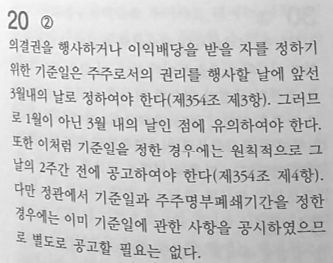 20 ②
의결권을 행사하거나 이익배당을 받을 자를 정하기
위한 기준일은 주주로서의 권리를 행사할 날에 앞선
3월내의 날로 정하여야 한다(제354조 제3항). 그러므
로 1월이 아닌 3월 내의 날인 점에 유의하여야 한다.
또한 이처럼 기준일을 정한 경우에는 원칙적으로 그
날의 2주간 전에 공고하여야 한다(제354조 제4항).
다만 정관에서 기준일과 주주명부폐쇄기간을 정한
경우에는 이미 기준일에 관한 사항을 공시하였으므
로 별도로 공고할 필요는 없다.